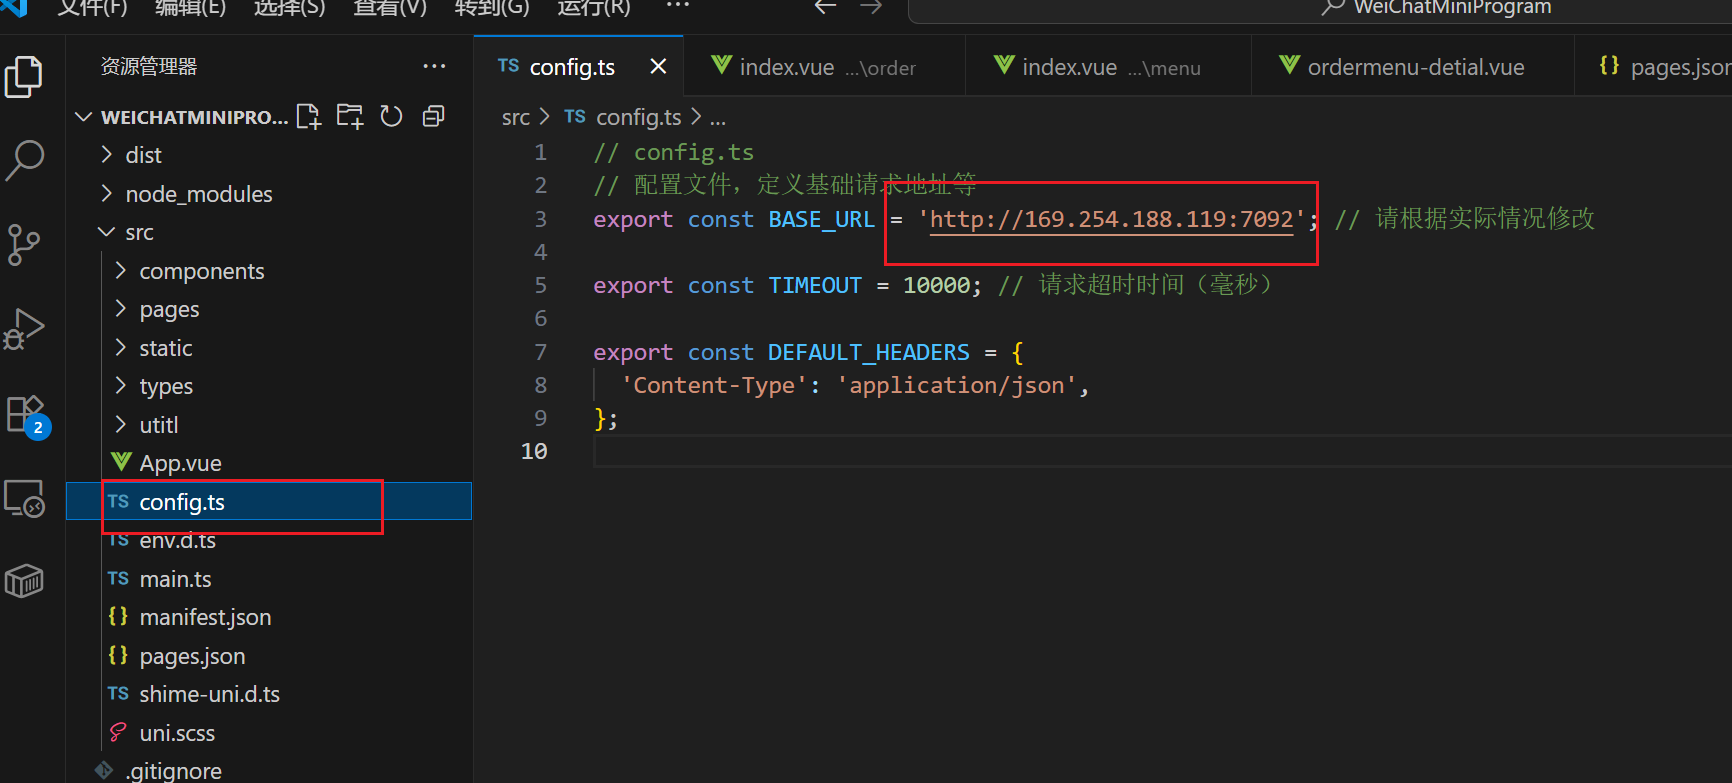 文件(F) 编辑(E) 选择(S) 查看(V) 转到(G) 运行(R) ··· WeiChatMiniProgram
资源管理器 ···
WEICHATMINIPRO...
dist
node_modules
src
components
pages
static
types
utitl
App.vue
TS config.ts
TS env.d.ts
TS main.ts
{} manifest.json
{} pages.json
TS shime-uni.d.ts
uni.scss
.gitignore
2
TS config.ts
index.vue ...\order
index.vue ...\menu
ordermenu-detial.vue
{} pages.json
src > TS config.ts > ...
1 // config.ts
2 // 配置文件，定义基础请求地址等
3 export const BASE_URL = 'http://169.254.188.119:7092'; // 请根据实际情况修改
4
5 export const TIMEOUT = 10000; // 请求超时时间（毫秒）
6
7 export const DEFAULT_HEADERS = {
8 'Content-Type': 'application/json',
9 };
10